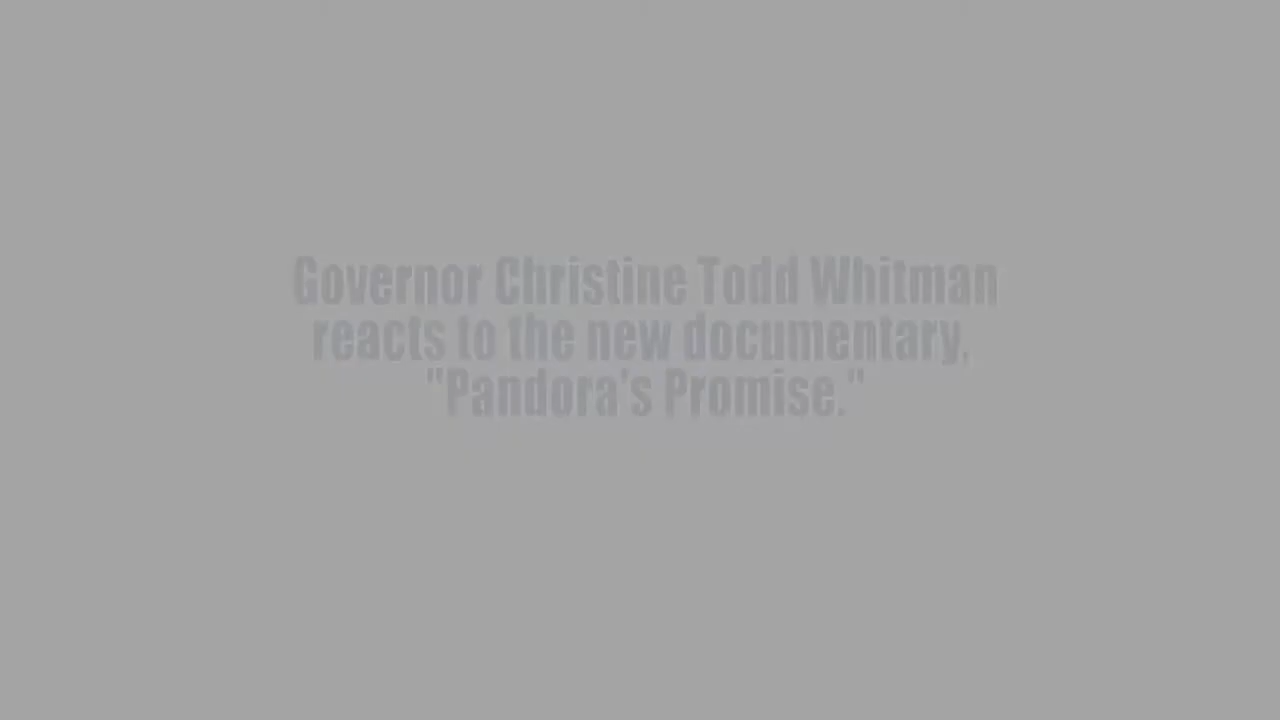 Governor Christine Todd Whitman
reacts to the new documentary,
"Pandora's Promise."